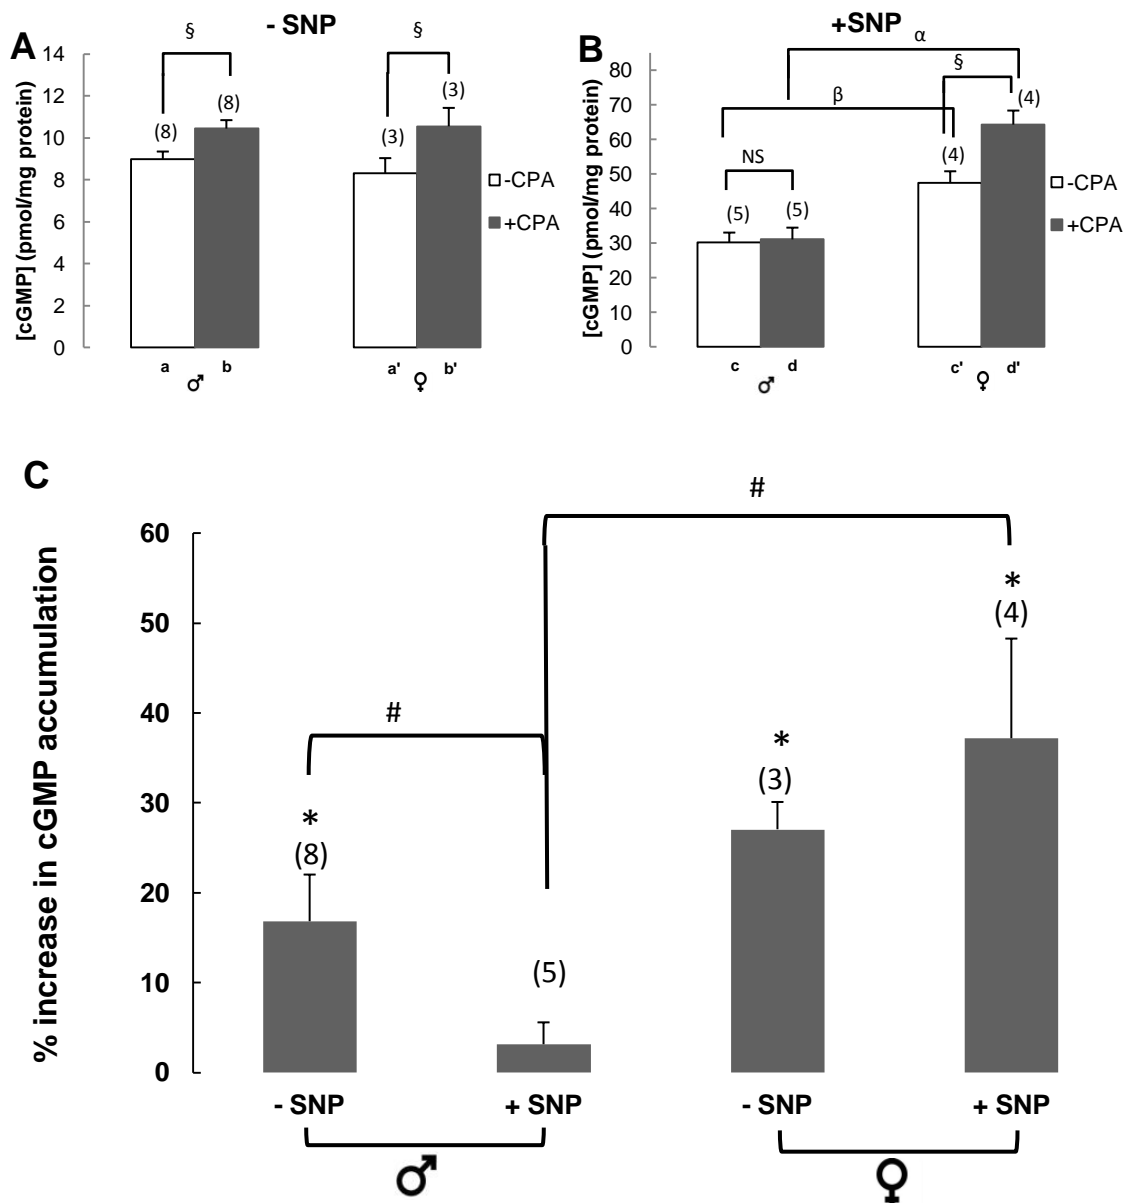 A
- SNP
[cGMP] (pmol/mg protein)
14
12
10
8
6
4
2
0
§
§
(8)
(8)
(3)
(3)
-CPA
+CPA
a b a' b'
♂ ♀
B
+SNP
[cGMP] (pmol/mg protein)
80
70
60
50
40
30
20
10
0
α
§
β
NS
(5)
(5)
(4)
(4)
-CPA
+CPA
c d c' d'
♂ ♀
C
% increase in cGMP accumulation
60
50
40
30
20
10
0
#
#
*
(8)
(5)
*
(3)
*
(4)
- SNP + SNP - SNP + SNP
♂ ♀